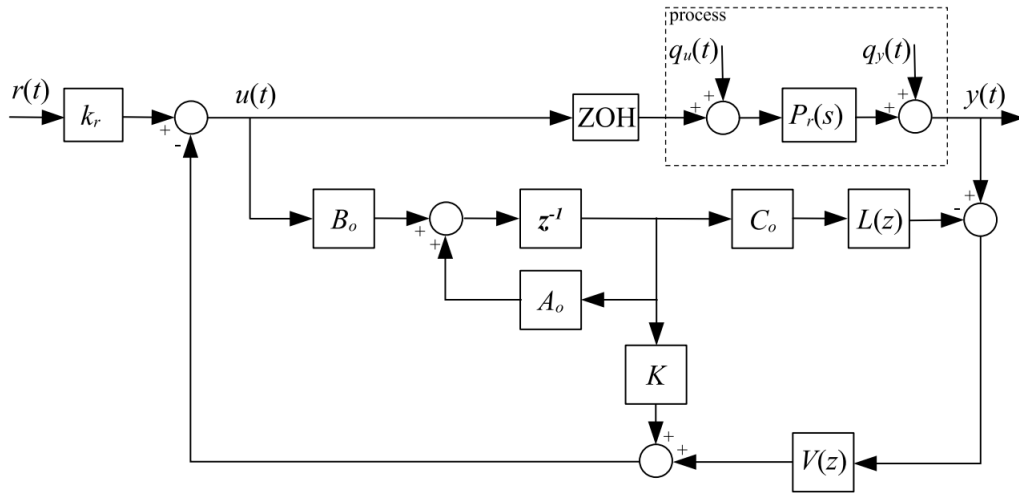 process
q_u(t) q_y(t)
r(t) u(t) y(t)
k_r + - ZOH + + P_r(s) + +
B_o + + z^-1 C_o L(z) - +
A_o
K
+ + V(z)